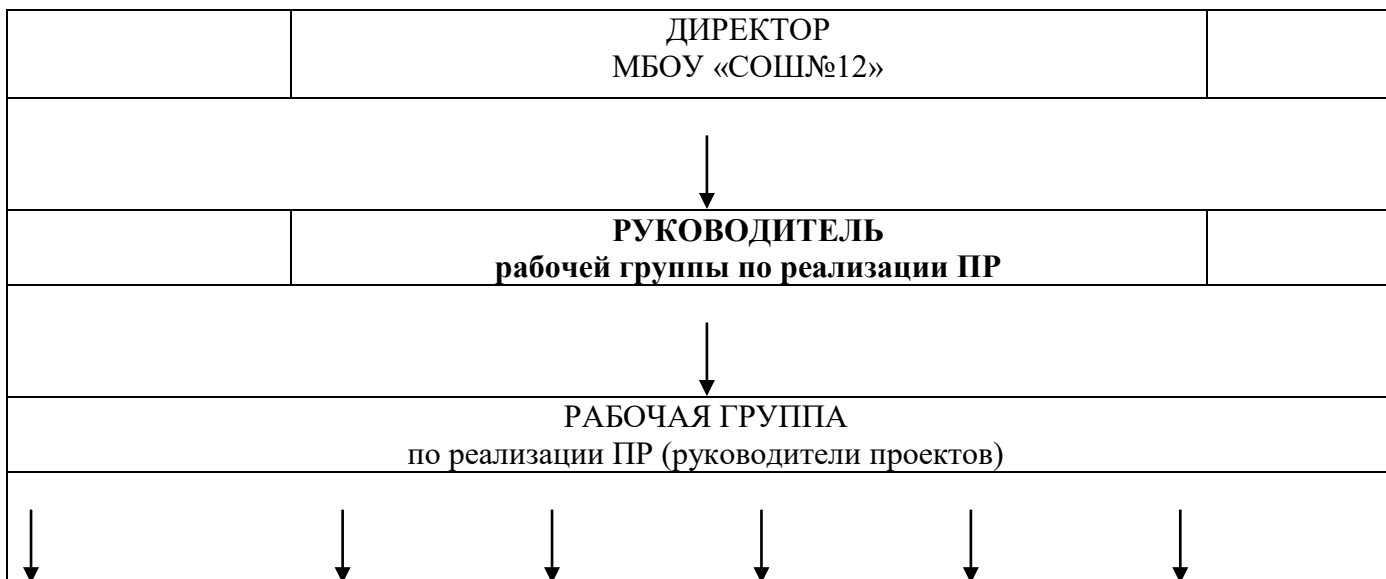 ДИРЕКТОР
МБОУ «СОШ№12»
РУКОВОДИТЕЛЬ
рабочей группы по реализации ПР
РАБОЧАЯ ГРУППА
по реализации ПР (руководители проектов)